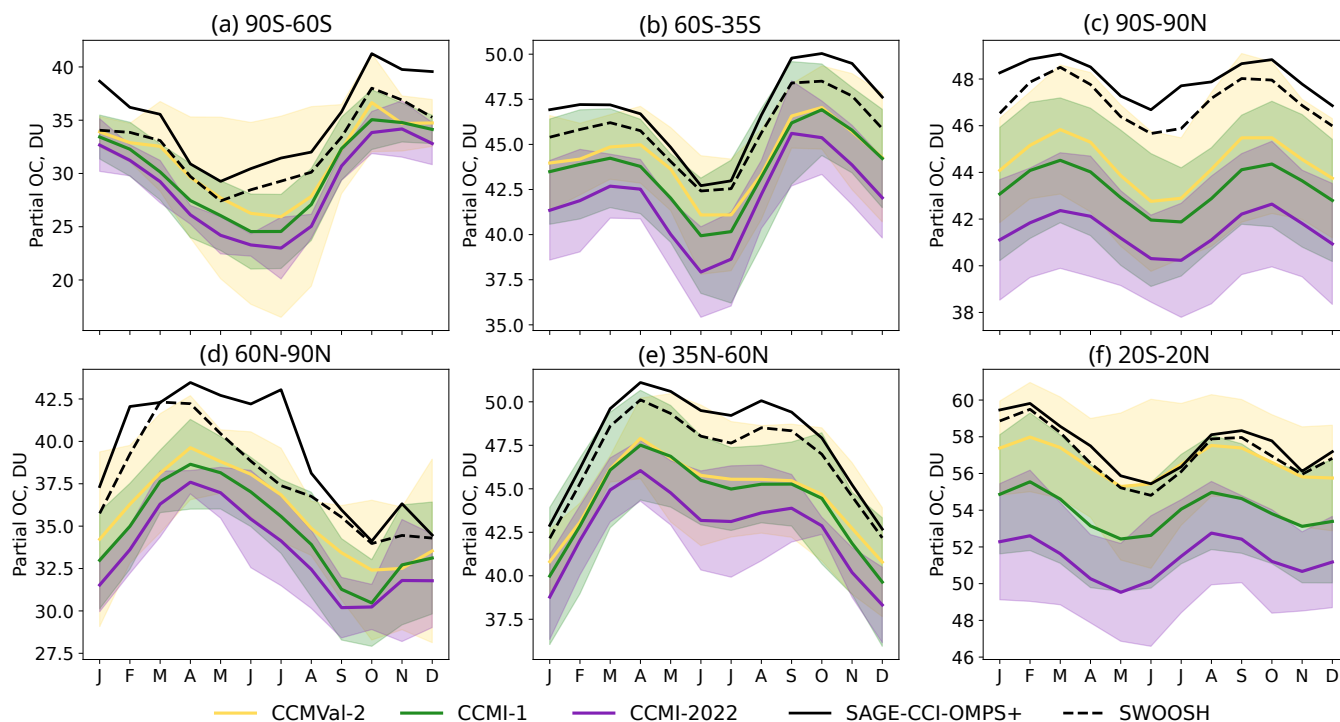 (a) 90S-60S
(b) 60S-35S
(c) 90S-90N
Partial OC, DU
40
35
30
25
20
Partial OC, DU
50.0
47.5
45.0
42.5
40.0
37.5
35.0
Partial OC, DU
48
46
44
42
40
38
(d) 60N-90N
(e) 35N-60N
(f) 20S-20N
Partial OC, DU
42.5
40.0
37.5
35.0
32.5
30.0
27.5
J F M A M J J A S O N D
Partial OC, DU
50.0
47.5
45.0
42.5
40.0
37.5
J F M A M J J A S O N D
Partial OC, DU
60
58
56
54
52
50
48
46
J F M A M J J A S O N D
CCMVal-2 CCMI-1 CCMI-2022 SAGE-CCI-OMPS+ SWOOSH